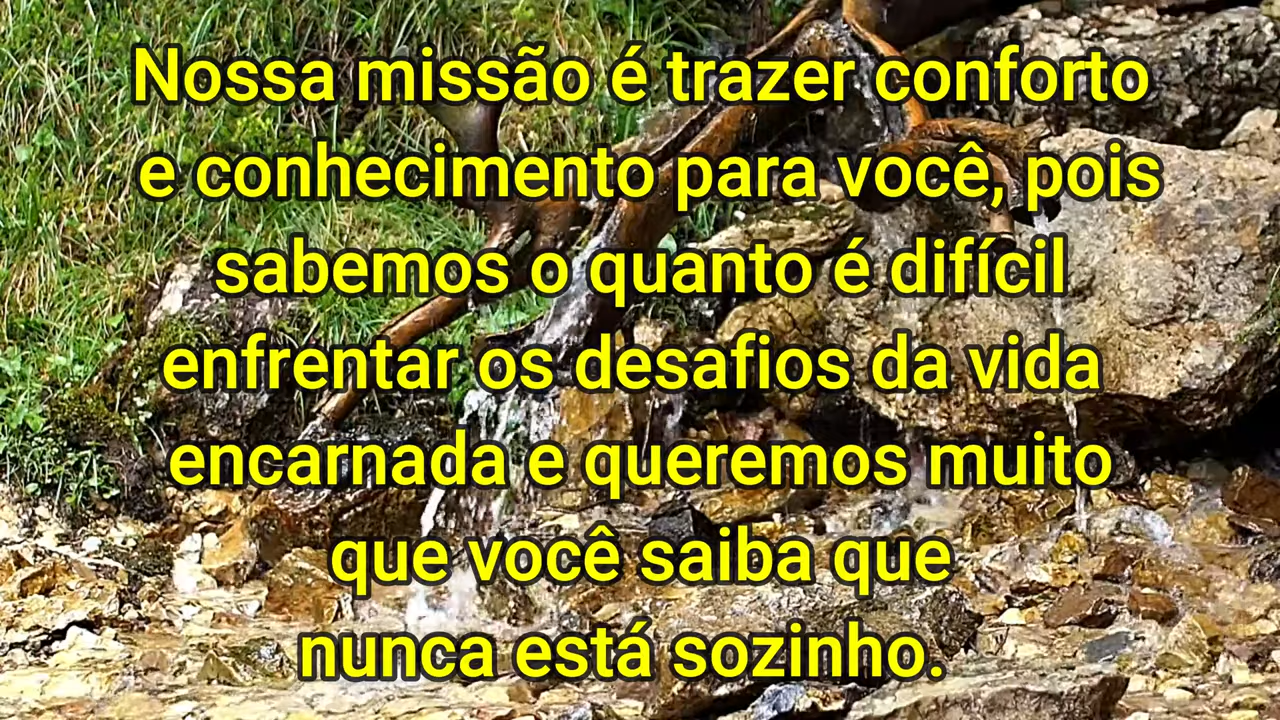 Nossa missão é trazer conforto
e conhecimento para você, pois
sabemos o quanto é difícil
enfrentar os desafios da vida
encarnada e queremos muito
que você saiba que
nunca está sozinho.